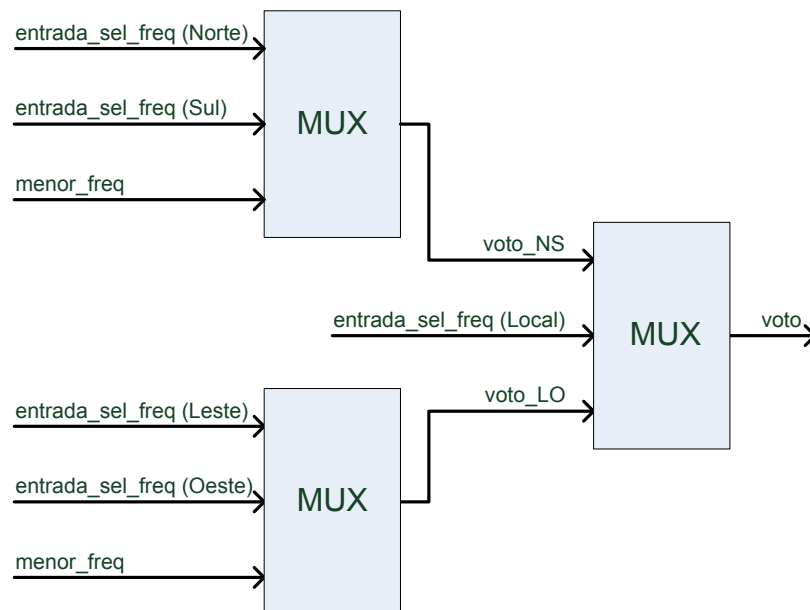 entrada_sel_freq (Norte)
entrada_sel_freq (Sul)
MUX
menor_freq
voto_NS
entrada_sel_freq (Local)
MUX
voto
voto_LO
entrada_sel_freq (Leste)
entrada_sel_freq (Oeste)
MUX
menor_freq